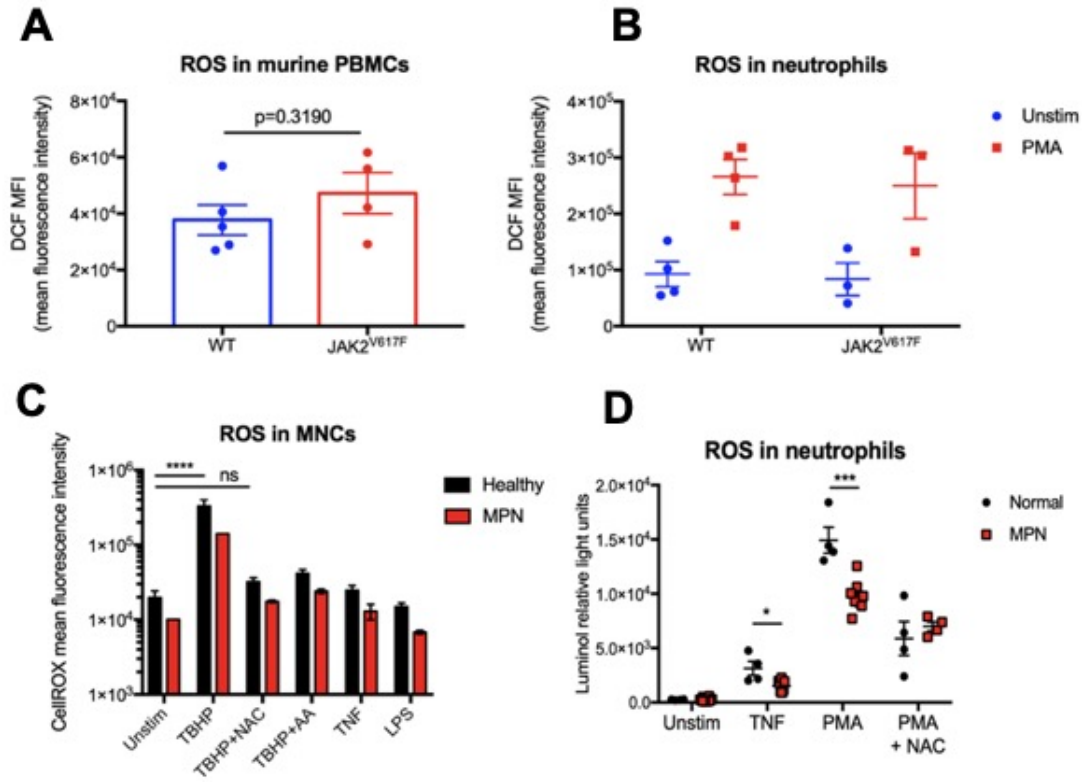 A
ROS in murine PBMCs
DCF MFI
(mean fluorescence intensity)
8×10⁴
6×10⁴
4×10⁴
2×10⁴
0
p=0.3190
WT
JAK2ⱽ⁶¹⁷ᶠ
B
ROS in neutrophils
DCF MFI
(mean fluorescence intensity)
4×10⁵
3×10⁵
2×10⁵
1×10⁵
0
WT
JAK2ⱽ⁶¹⁷ᶠ
Unstim
PMA
C
ROS in MNCs
CellROX mean fluorescence intensity
1×10⁶
1×10⁵
1×10⁴
1×10³
****
ns
Unstim
TBHP
TBHP+NAC
TBHP+AA
TNF
LPS
Healthy
MPN
D
ROS in neutrophils
Luminol relative light units
2.0×10⁴
1.5×10⁴
1.0×10⁴
5.0×10³
0.0
*
***
Unstim
TNF
PMA
PMA
+ NAC
Normal
MPN